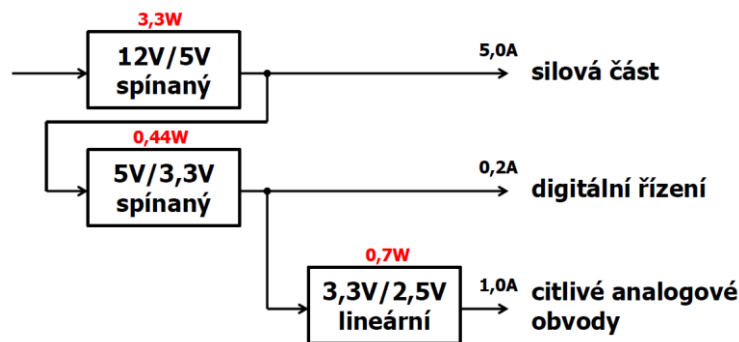 3,3W
12V/5V
spínaný
5,0A
silová část
0,44W
5V/3,3V
spínaný
0,2A
digitální řízení
0,7W
3,3V/2,5V
lineární
1,0A
citlivé analogové
obvody